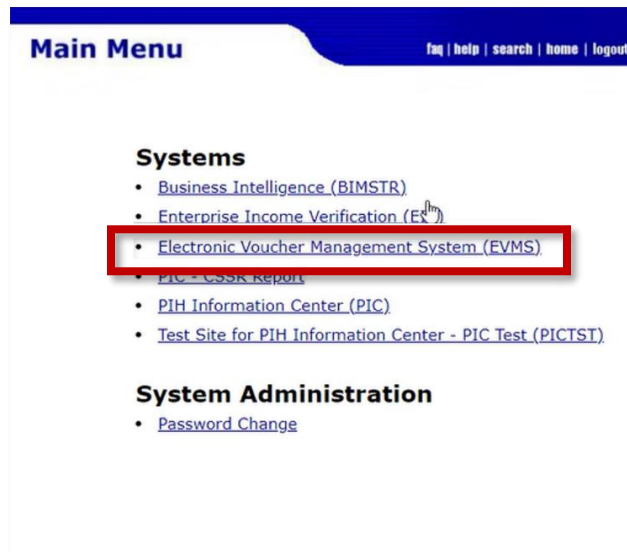 Main Menu
faq | help | search | home | logout
Systems
• Business Intelligence (BIMSTR)
• Enterprise Income Verification (E
• Electronic Voucher Management System (EVMS)
• PIC - CSSR Report
• PIH Information Center (PIC)
• Test Site for PIH Information Center - PIC Test (PICTST)
System Administration
• Password Change